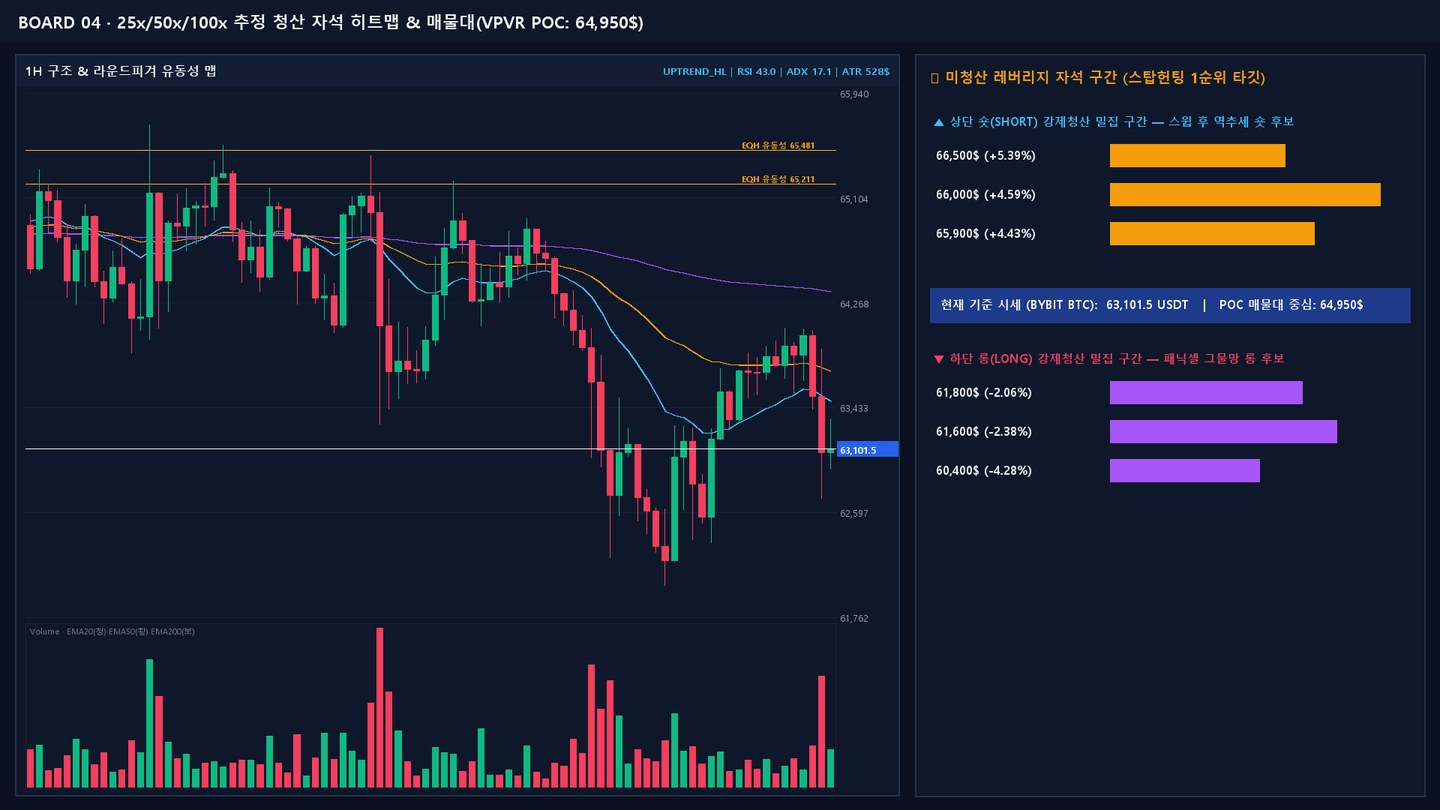 BOARD 04 · 25x/50x/100x 추정 청산 자석 히트맵 & 매물대(VPVR POC: 64,950$)
1H 구조 & 라운드피겨 유동성 맵
UPTREND_HL | RSI 43.0 | ADX 17.1 | ATR 528$
65,940
EQH 유동성 65,481
EQH 유동성 65,211
65,104
64,268
63,433
63,101.5
62,597
61,762
Volume · EMA20(청) EMA50(황) EMA200(보)
미청산 레버리지 자석 구간 (스탑헌팅 1순위 타깃)
▲ 상단 숏(SHORT) 강제청산 밀집 구간 — 스윕 후 역추세 숏 후보
66,500$ (+5.39%)
66,000$ (+4.59%)
65,900$ (+4.43%)
현재 기준 시세 (BYBIT BTC): 63,101.5 USDT | POC 매물대 중심: 64,950$
▼ 하단 롱(LONG) 강제청산 밀집 구간 — 패닉셀 그물망 롱 후보
61,800$ (-2.06%)
61,600$ (-2.38%)
60,400$ (-4.28%)